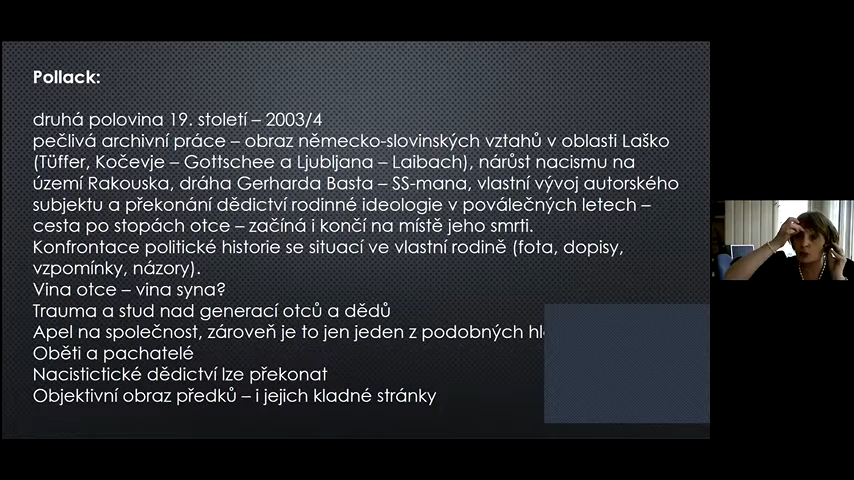 Pollack:
druhá polovina 19. století – 2003/4
pečlivá archivní práce – obraz německo-slovinských vztahů v oblasti Laško
(Tüffer, Kočevje – Gottschee a Ljubljana – Laibach), nárůst nacismu na
území Rakouska, dráha Gerharda Basta – SS-mana, vlastní vývoj autorského
subjektu a překonání dědictví rodinné ideologie v poválečných letech –
cesta po stopách otce – začíná i končí na místě jeho smrti.
Konfrontace politické historie se situací ve vlastní rodině (fota, dopisy,
vzpomínky, názory).
Vina otce – vina syna?
Trauma a stud nad generací otců a dědů
Apel na společnost, zároveň je to jen jeden z podobných
Oběti a pachatelé
Nacistictické dědictví lze překonat
Objektivní obraz předků – i jejich kladné stránky